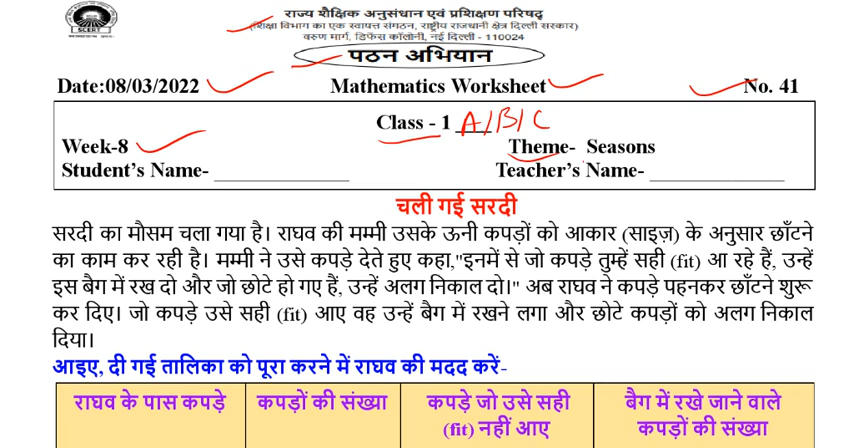 राज्य शैक्षिक अनुसंधान एवं प्रशिक्षण परिषद्
(शिक्षा विभाग का एक स्वायत्त संगठन, राष्ट्रीय राजधानी क्षेत्र दिल्ली सरकार)
वरुण मार्ग, डिफेंस कॉलोनी, नई दिल्ली - 110024
SCERT
पठन अभियान
Date:08/03/2022 Mathematics Worksheet No. 41
Class - 1 A/B/C
Week-8 Theme- Seasons
Student's Name- ______________ Teacher's Name- ______________
चली गई सरदी
सरदी का मौसम चला गया है। राघव की मम्मी उसके ऊनी कपड़ों को आकार (साइज़) के अनुसार छाँटने
का काम कर रही है। मम्मी ने उसे कपड़े देते हुए कहा,"इनमें से जो कपड़े तुम्हें सही (fit) आ रहे हैं, उन्हें
इस बैग में रख दो और जो छोटे हो गए हैं, उन्हें अलग निकाल दो।" अब राघव ने कपड़े पहनकर छाँटने शुरू
कर दिए। जो कपड़े उसे सही (fit) आए वह उन्हें बैग में रखने लगा और छोटे कपड़ों को अलग निकाल
दिया।
आइए, दी गई तालिका को पूरा करने में राघव की मदद करें-
राघव के पास कपड़े कपड़ों की संख्या कपड़े जो उसे सही बैग में रखे जाने वाले
(fit) नहीं आए कपड़ों की संख्या